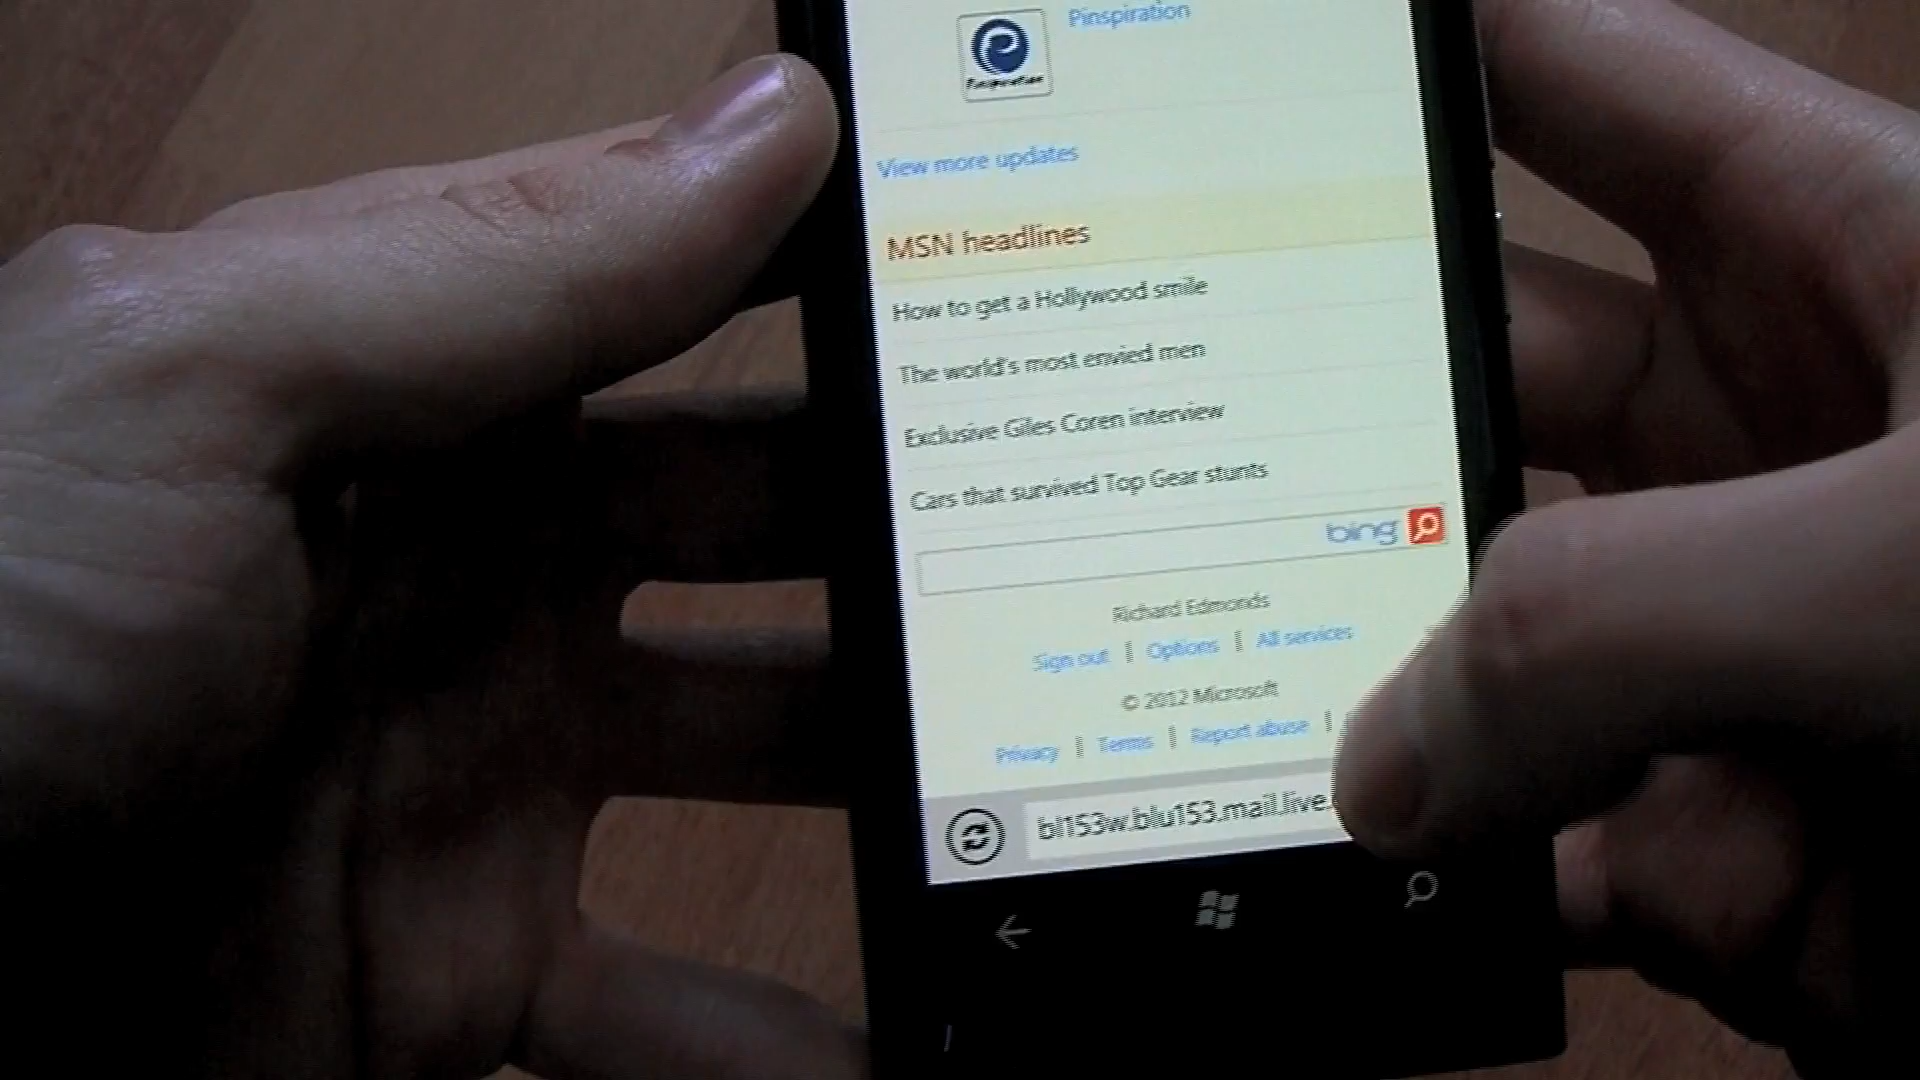 Pinspiration
Pinspiration
View more updates
MSN headlines
How to get a Hollywood smile
The world's most envied men
Exclusive Giles Coren interview
Cars that survived Top Gear stunts
bing
Richard Edmonds
Sign out | Options | All services
© 2012 Microsoft
Privacy | Terms | Report abuse |
bl153w.blu153.mail.live.